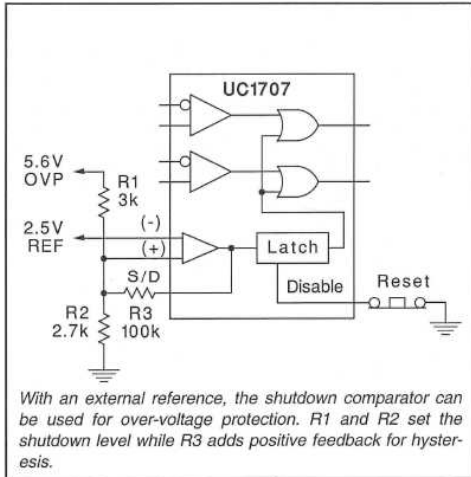 UC1707
5.6V
OVP
R1
3k
2.5V
REF
(-)
(+)
S/D
Latch
Reset
Disable
R2
2.7k
R3
100k
With an external reference, the shutdown comparator can
be used for over-voltage protection. R1 and R2 set the
shutdown level while R3 adds positive feedback for hyster-
esis.